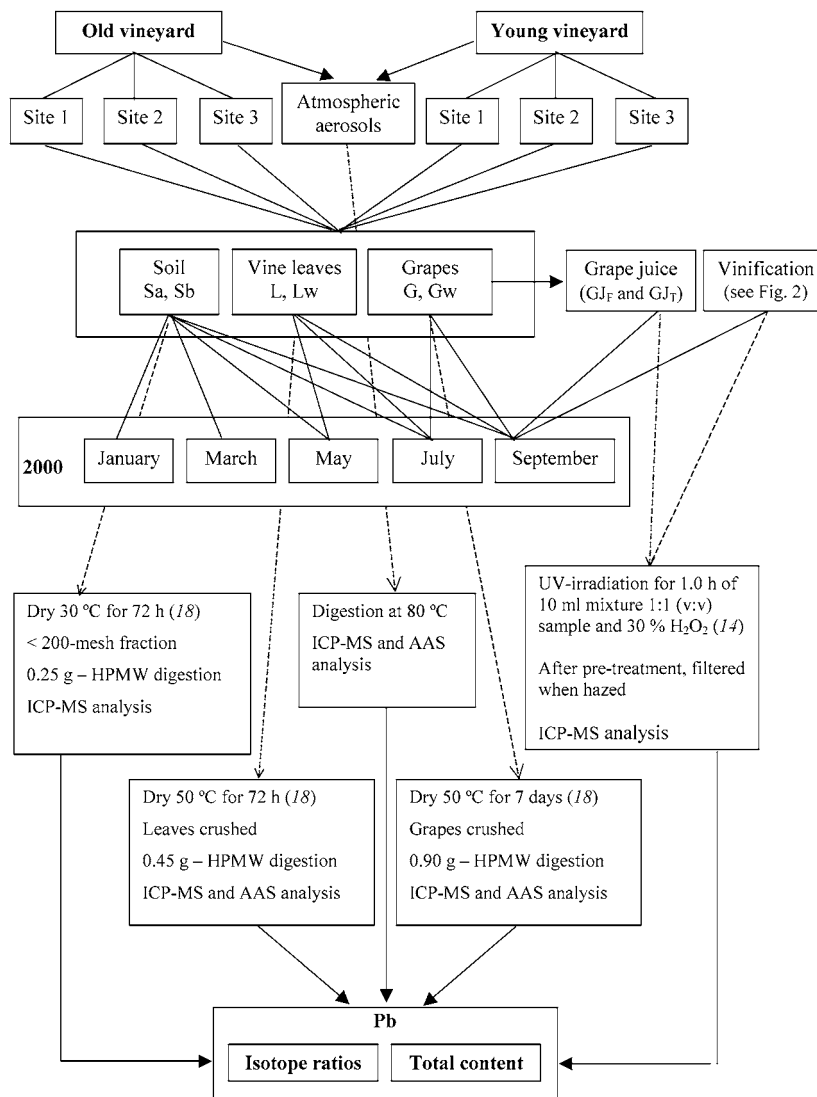 Old vineyard
Young vineyard
Site 1
Site 2
Site 3
Atmospheric
aerosols
Site 1
Site 2
Site 3
Soil
Sa, Sb
Vine leaves
L, Lw
Grapes
G, Gw
Grape juice
(GJF and GJT)
Vinification
(see Fig. 2)
2000
January
March
May
July
September
Dry 30 ºC for 72 h (18)
< 200-mesh fraction
0.25 g – HPMW digestion
ICP-MS analysis
Digestion at 80 ºC
ICP-MS and AAS
analysis
UV-irradiation for 1.0 h of
10 ml mixture 1:1 (v:v)
sample and 30 % H₂O₂ (14)
After pre-treatment, filtered
when hazed
ICP-MS analysis
Dry 50 ºC for 72 h (18)
Leaves crushed
0.45 g – HPMW digestion
ICP-MS and AAS analysis
Dry 50 ºC for 7 days (18)
Grapes crushed
0.90 g – HPMW digestion
ICP-MS and AAS analysis
Pb
Isotope ratios
Total content